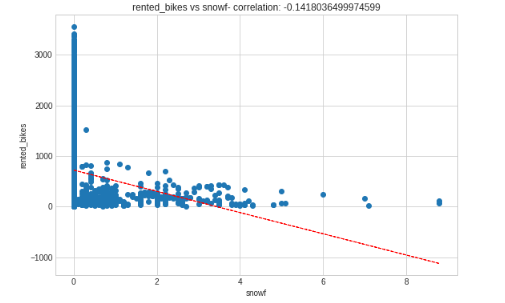 rented_bikes vs snowf- correlation: -0.1418036499974599
3000
2000
1000
0
−1000
rented_bikes
0 2 4 6 8
snowf